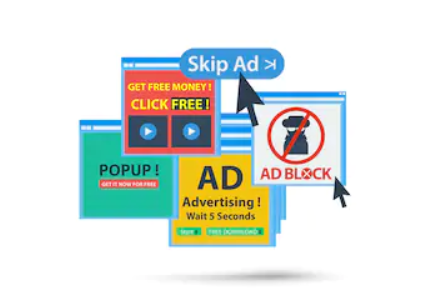 Skip Ad >I
GET FREE MONEY !
CLICK FREE !
POPUP !
GET IT NOW FOR FREE
AD
Advertising !
Wait 5 Seconds
FREE DOWNLOAD
AD BLOCK